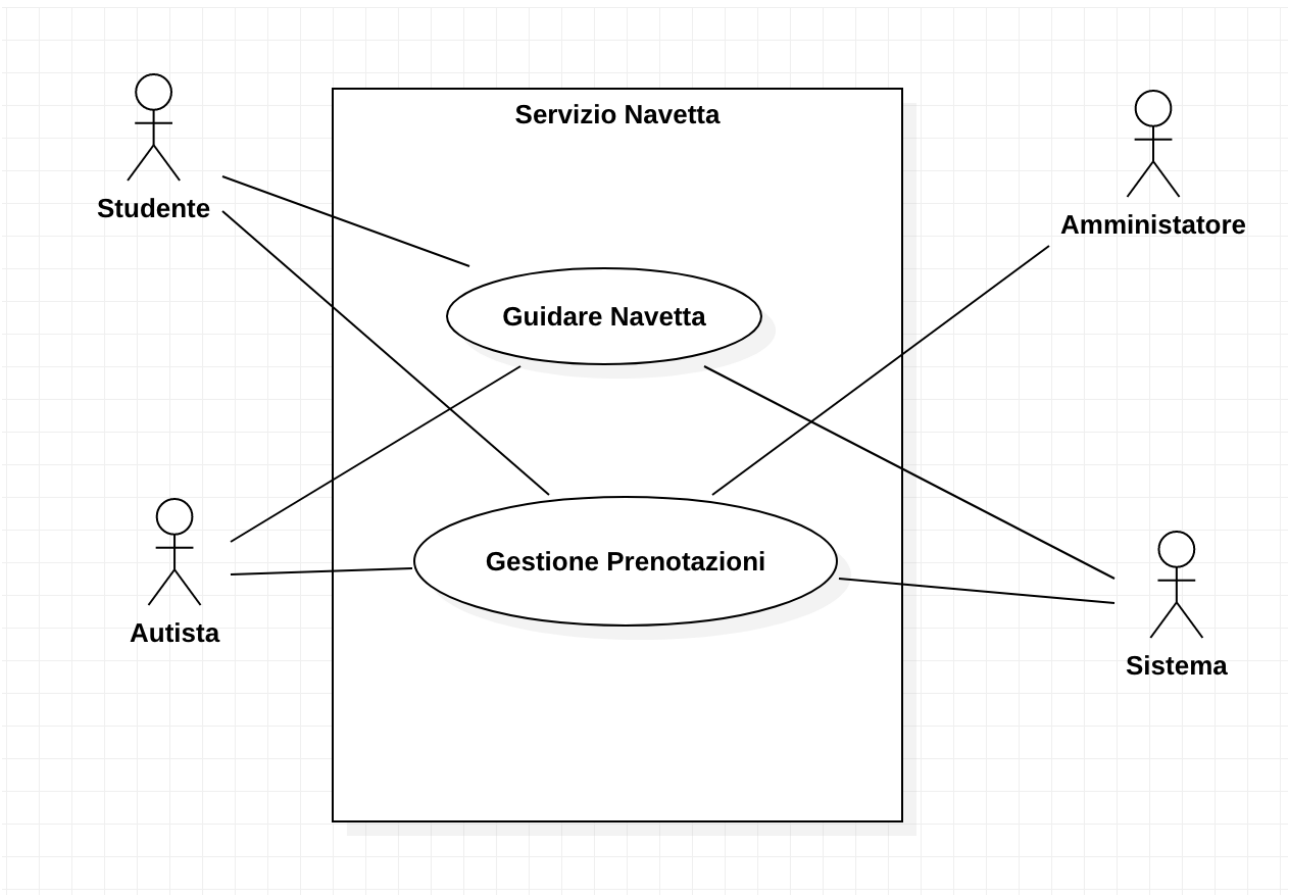 Servizio Navetta
Studente
Amministatore
Guidare Navetta
Gestione Prenotazioni
Autista
Sistema